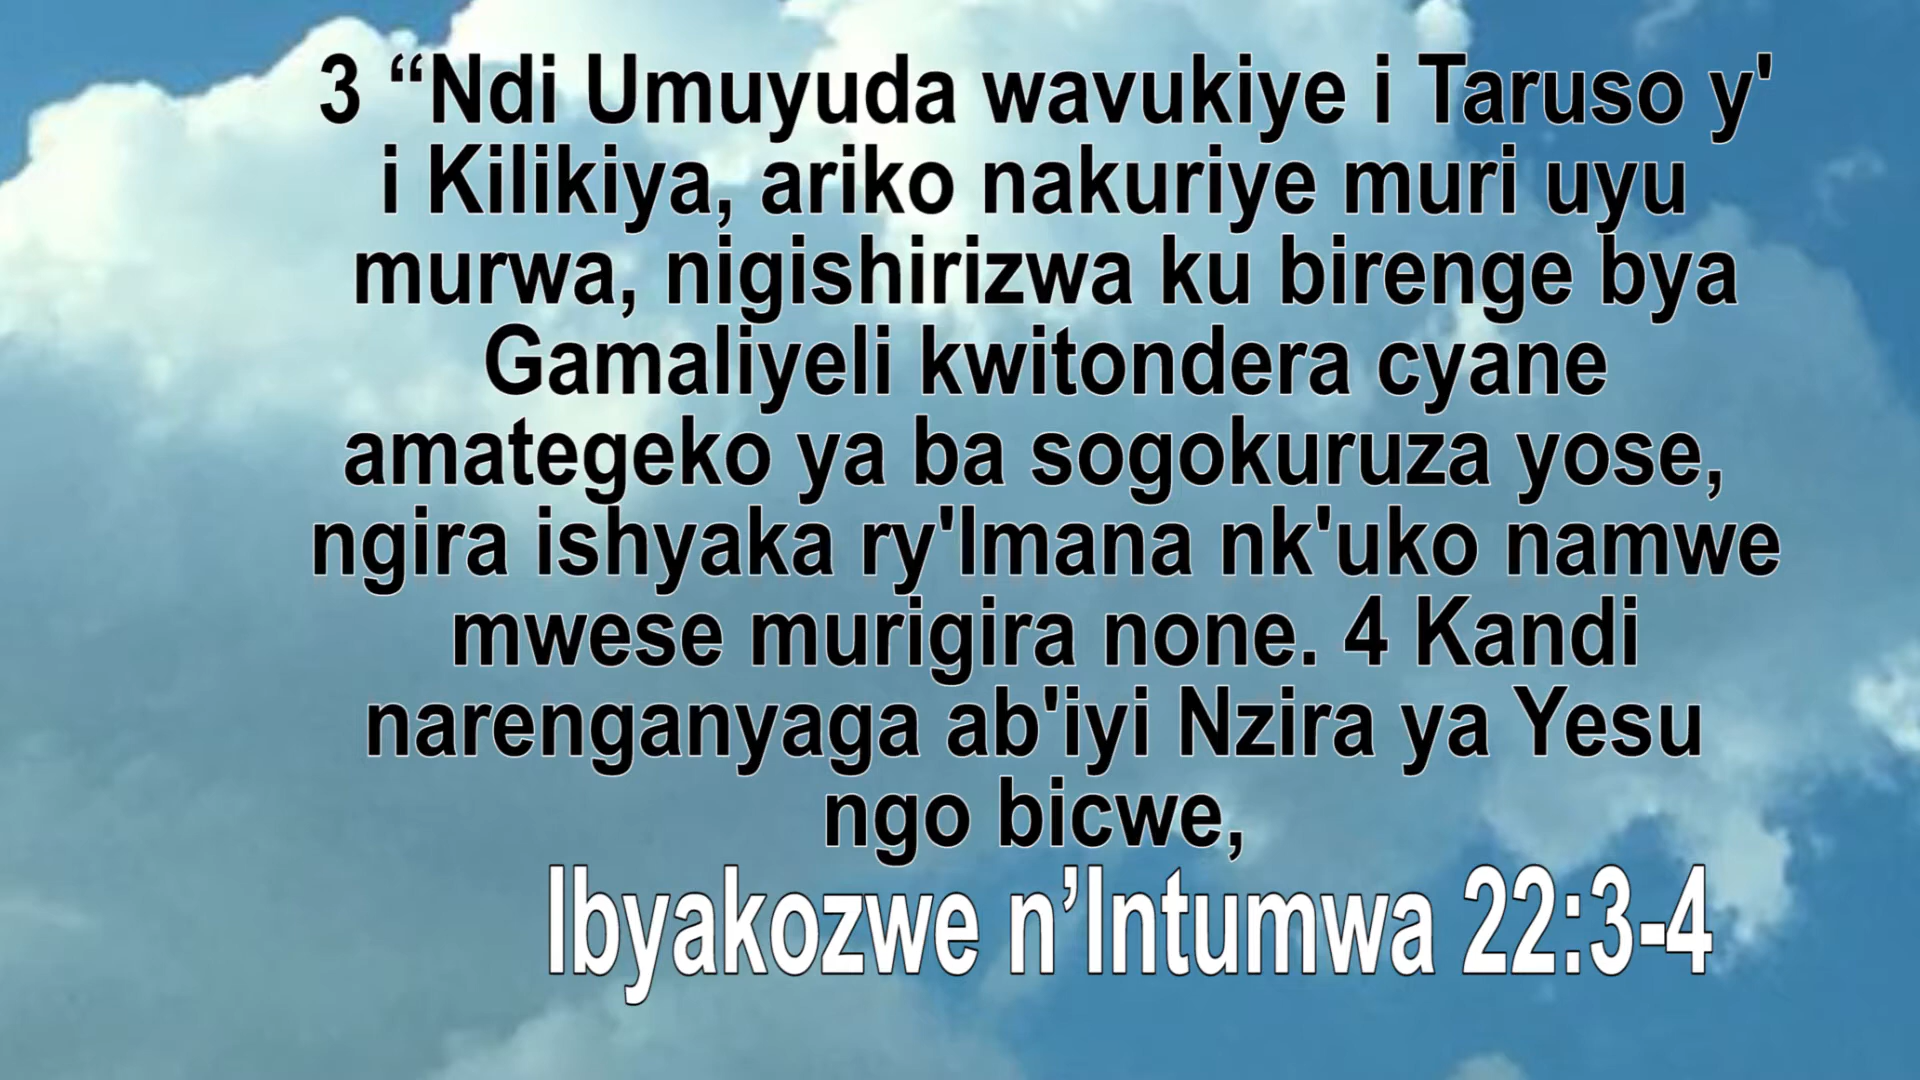 3 “Ndi Umuyuda wavukiye i Taruso y'
i Kilikiya, ariko nakuriye muri uyu
murwa, nigishirizwa ku birenge bya
Gamaliyeli kwitondera cyane
amategeko ya ba sogokuruza yose,
ngira ishyaka ry'Imana nk'uko namwe
mwese murigira none. 4 Kandi
narenganyaga ab'iyi Nzira ya Yesu
ngo bicwe,
Ibyakozwe n’Intumwa 22:3-4